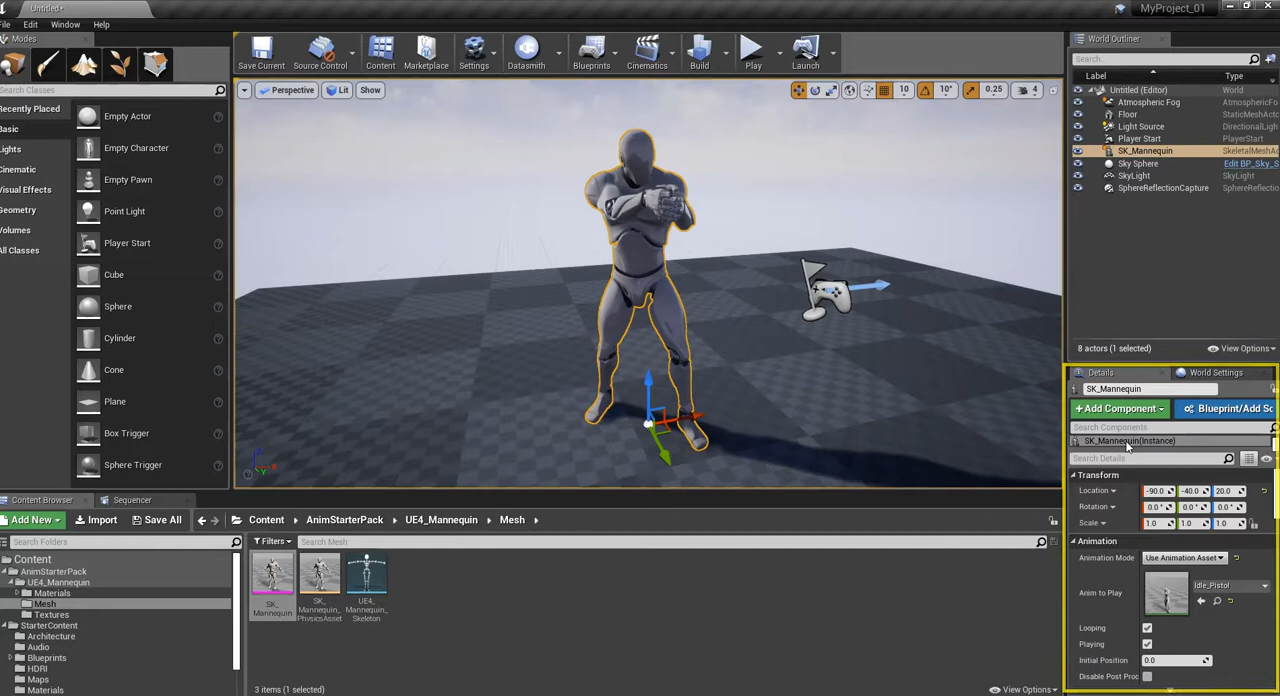 Untitled*
MyProject_01
File Edit Window Help
Modes
Search Classes
Recently Placed
Basic
Lights
Cinematic
Visual Effects
Geometry
Volumes
All Classes
Empty Actor
Empty Character
Empty Pawn
Point Light
Player Start
Cube
Sphere
Cylinder
Cone
Plane
Box Trigger
Sphere Trigger
Save Current Source Control Content Marketplace Settings Datasmith Blueprints Cinematics Build Play Launch
Perspective Lit Show 10 10° 0.25 4
World Outliner
Search...
Label Type
Untitled (Editor) World
Atmospheric Fog AtmosphericFo
Floor StaticMeshActo
Light Source DirectionalLigh
Player Start PlayerStart
SK_Mannequin SkeletalMeshAc
Sky Sphere Edit BP_Sky_S
SkyLight SkyLight
SphereReflectionCapture SphereReflectio
8 actors (1 selected) View Options
Details World Settings
SK_Mannequin
+Add Component Blueprint/Add Sc
Search Components
SK_Mannequin(Instance)
Search Details
Transform
Location -90.0 -40.0 20.0
Rotation 0.0 ° 0.0 ° 0.0 °
Scale 1.0 1.0 1.0
Animation
Animation Mode Use Animation Asset
Anim to Play Idle_Pistol
Looping
Playing
Initial Position 0.0
Disable Post Proc
Content Browser Sequencer
Add New Import Save All Content AnimStarterPack UE4_Mannequin Mesh
Search Folders
Filters Search Mesh
Content
AnimStarterPack
UE4_Mannequin
Materials
Mesh
Textures
StarterContent
Architecture
Audio
Blueprints
HDRI
Maps
Materials
SK_
Mannequin
SK_
Mannequin_
PhysicsAsset
UE4_
Mannequin_
Skeleton
3 items (1 selected) View Options